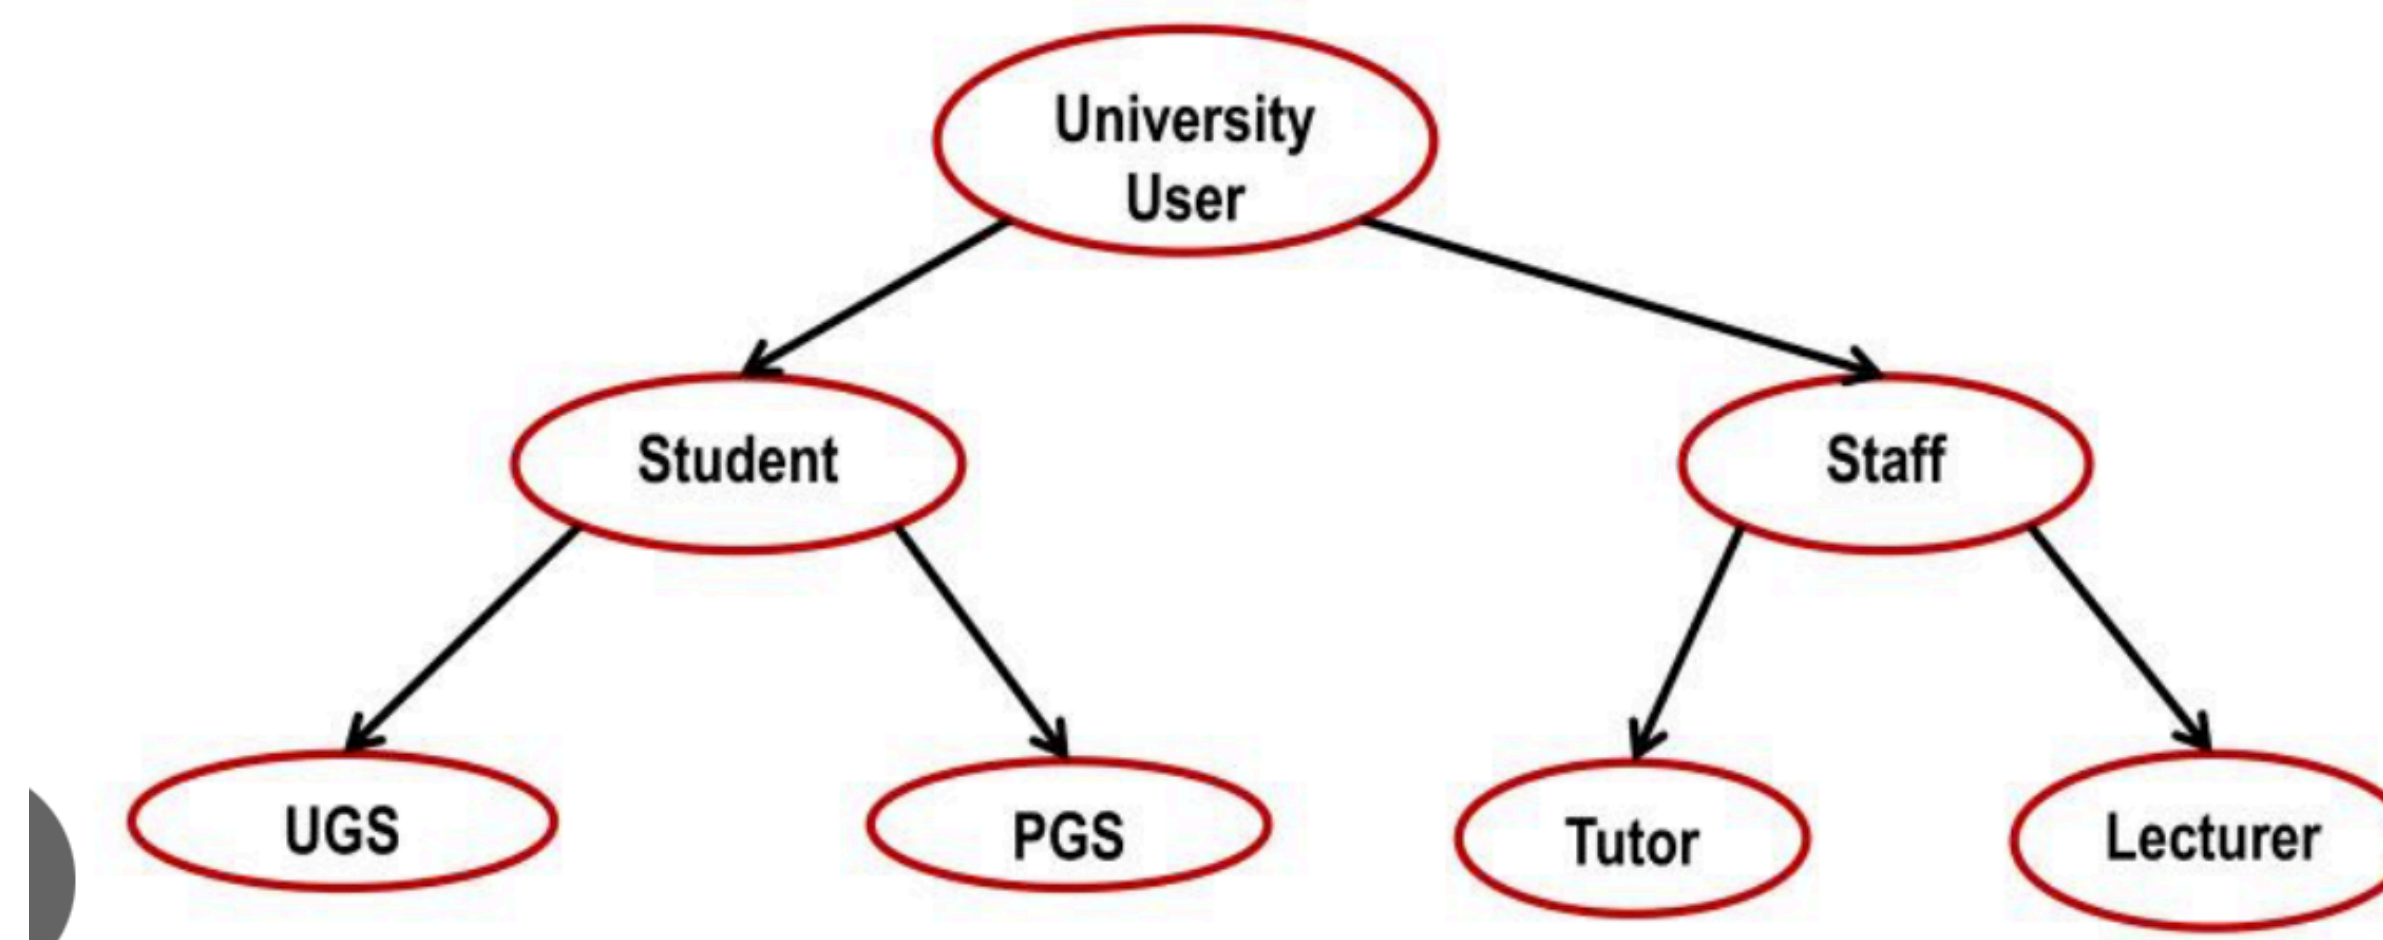 University
User
Student
Staff
UGS
PGS
Tutor
Lecturer